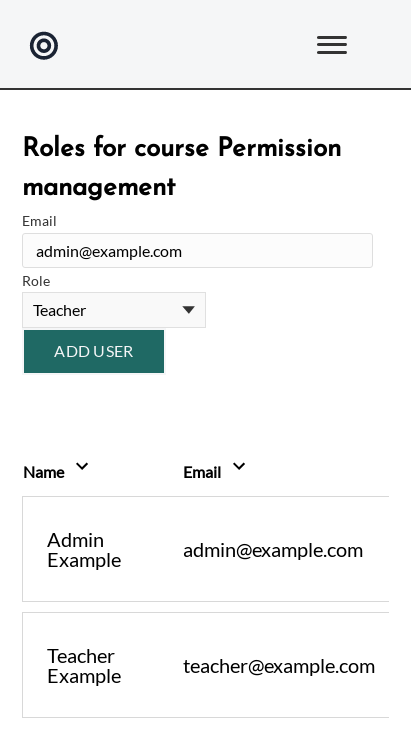 Roles for course Permission
management
Email
admin@example.com
Role
Teacher
ADD USER
Name Email
Admin
Example
admin@example.com
Teacher
Example
teacher@example.com